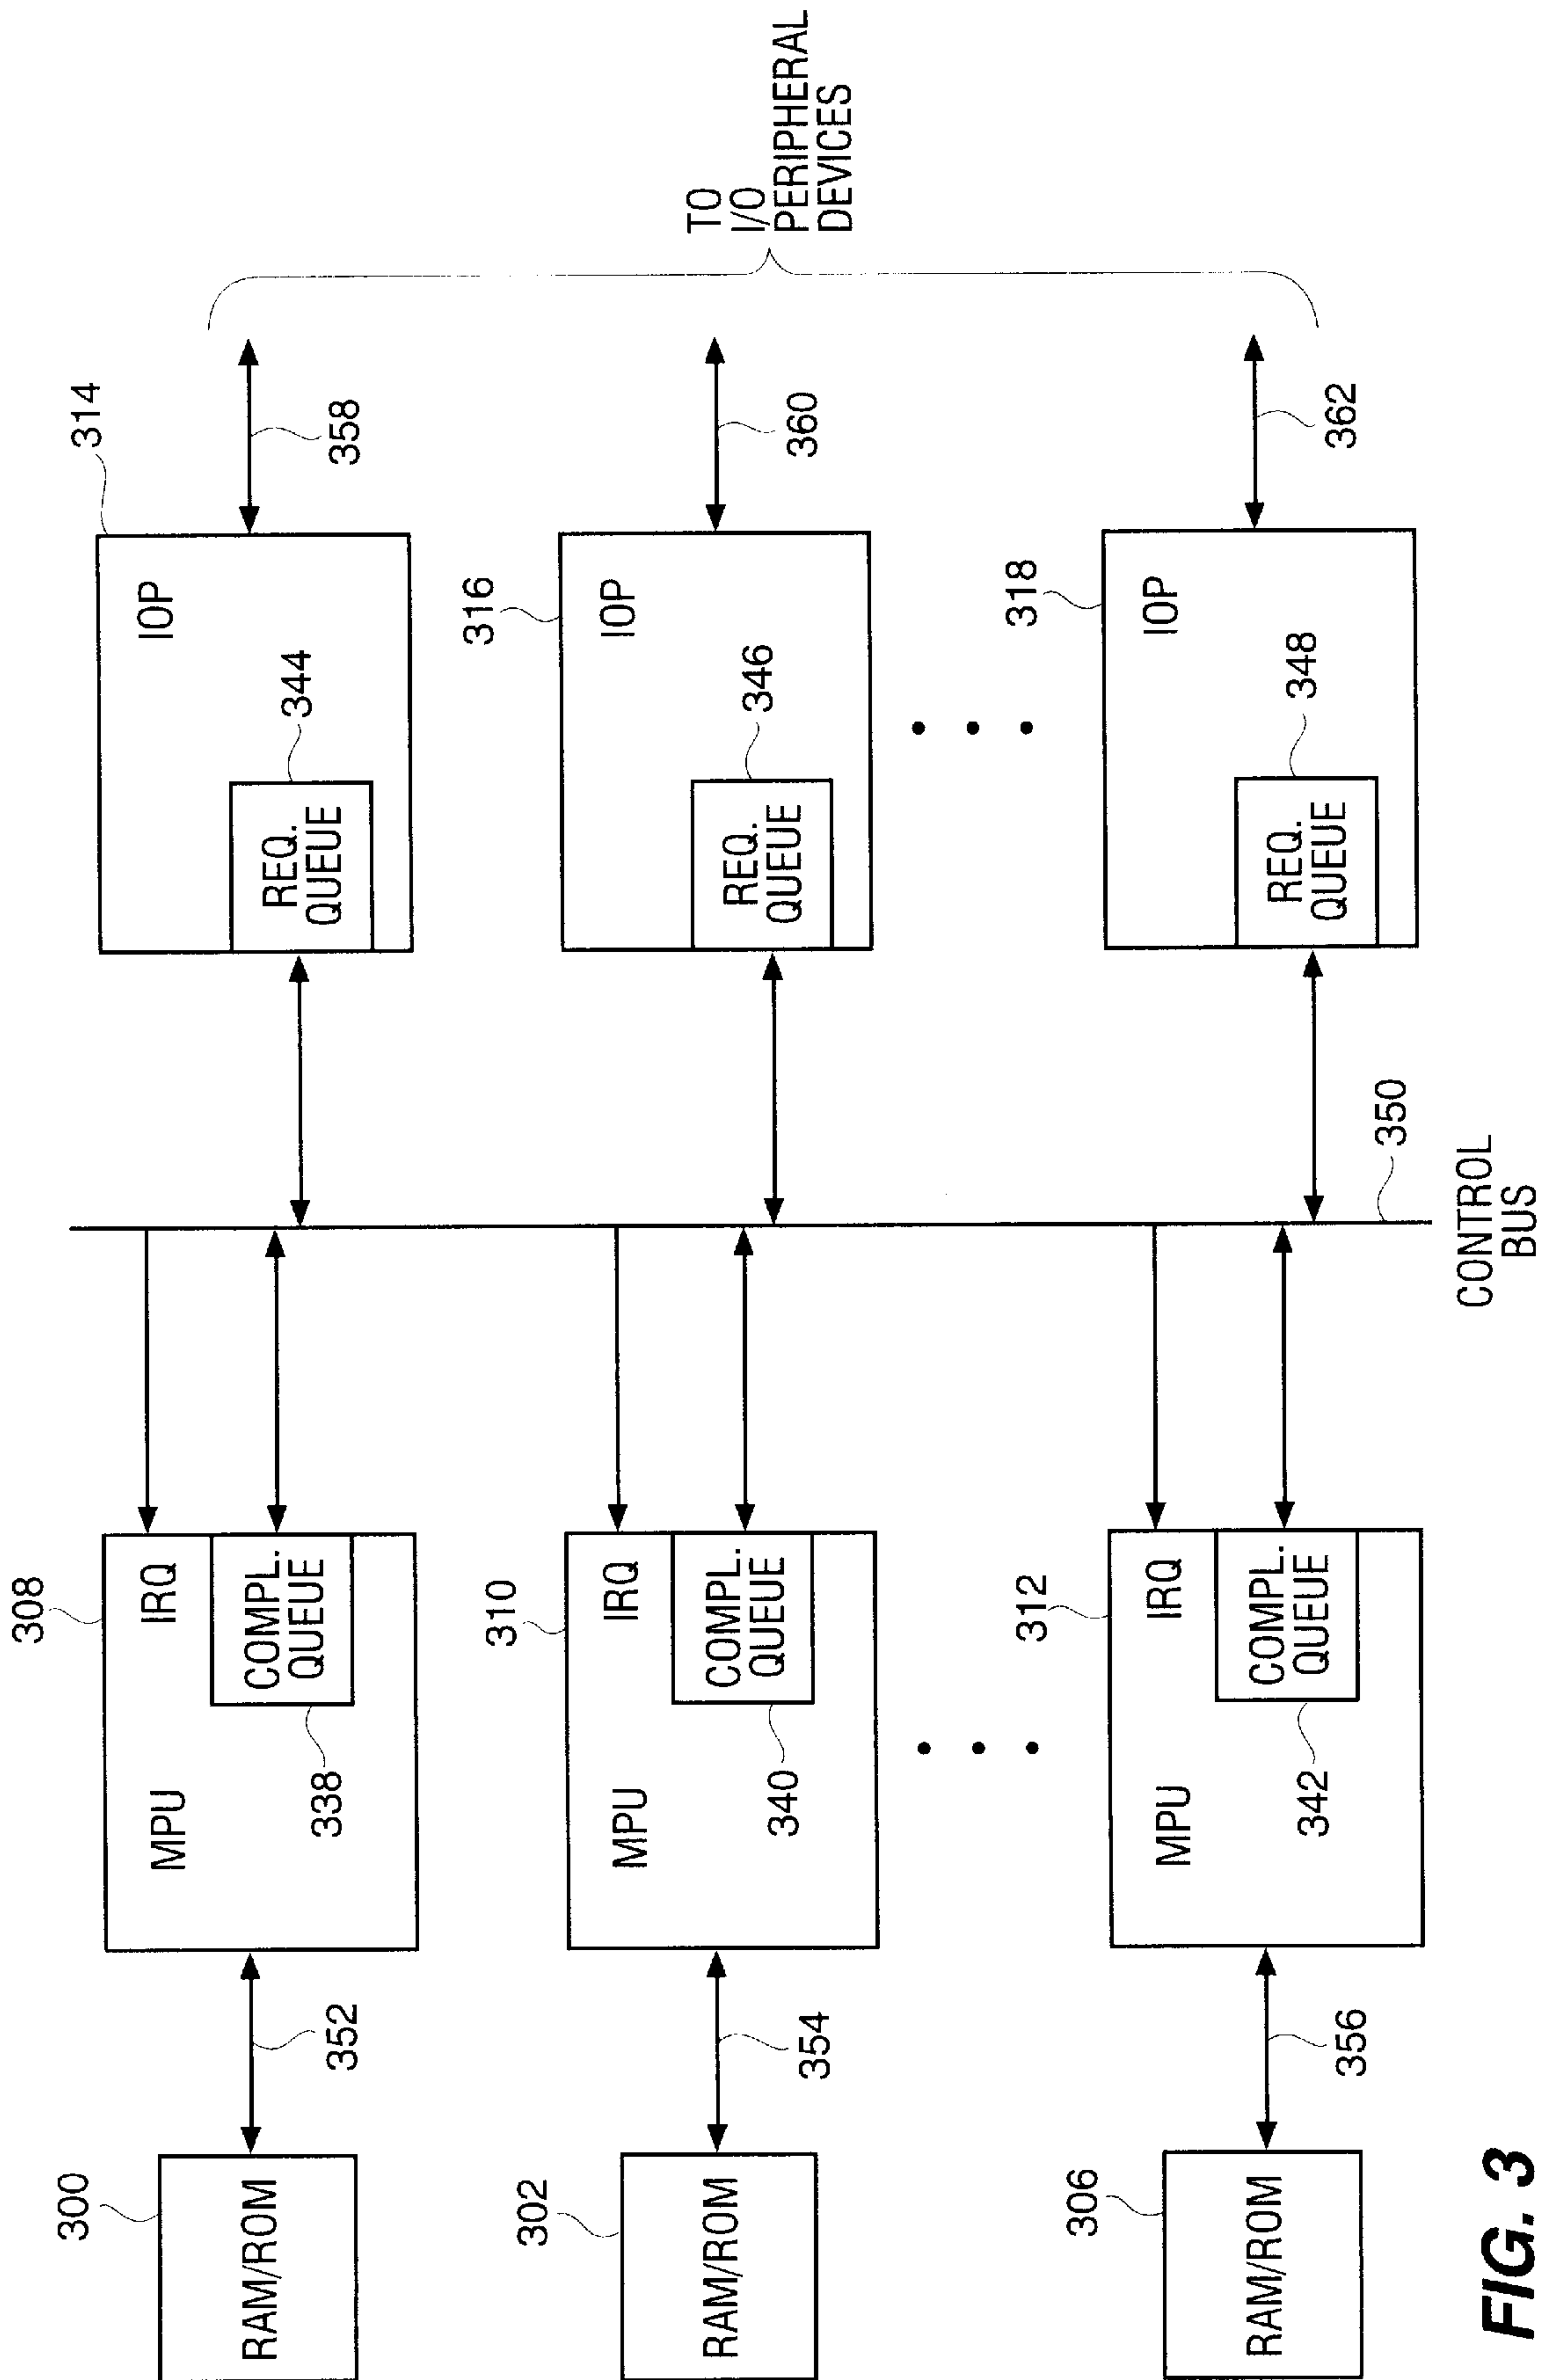 314
358
IOP
344
REQ.
QUEUE
308
IRQ
COMPL.
QUEUE
MPU
338
300
352
RAM/ROM
316
360
IOP
346
REQ.
QUEUE
310
IRQ
COMPL.
QUEUE
MPU
340
302
354
RAM/ROM
TO
I/O
PERIPHERAL
DEVICES
318
362
IOP
348
REQ.
QUEUE
312
IRQ
COMPL.
QUEUE
MPU
342
306
356
RAM/ROM
350
CONTROL
BUS
FIG. 3